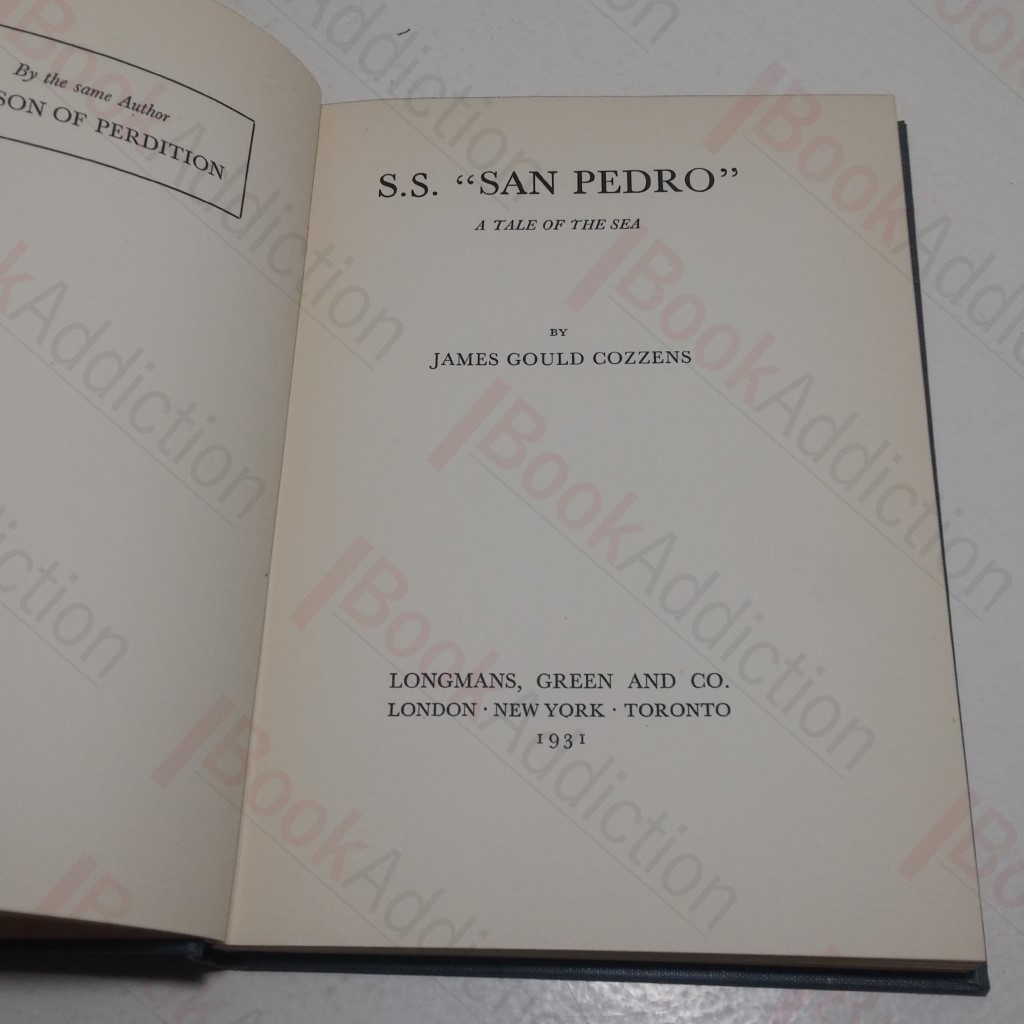 By the same Author
SON OF PERDITION
S.S. “SAN PEDRO”
A TALE OF THE SEA
BY
JAMES GOULD COZZENS
LONGMANS, GREEN AND CO.
LONDON · NEW YORK · TORONTO
1931
BookAddiction